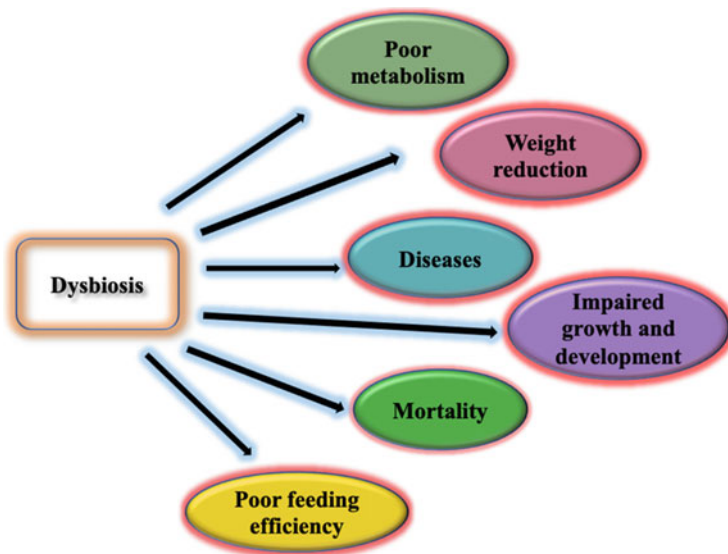 Poor
metabolism
Weight
reduction
Dysbiosis
Diseases
Impaired
growth and
development
Mortality
Poor feeding
efficiency